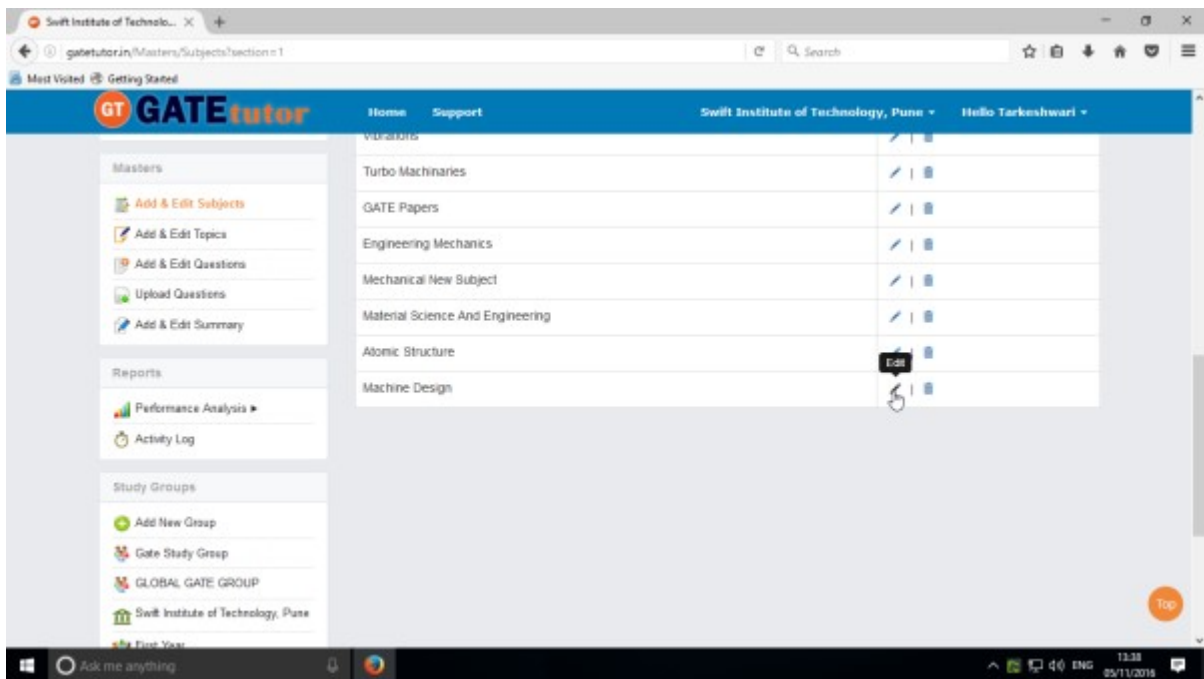 Swift Institute of Technolo...
gatetutor.in/Masters/Subjects?section=1
Search
Most Visited
Getting Started
GT GATEtutor
Home
Support
Swift Institute of Technology, Pune
Hello Tarkeshwari
Vibrations
Masters
Add & Edit Subjects
Add & Edit Topics
Add & Edit Questions
Upload Questions
Add & Edit Summary
Reports
Performance Analysis
Activity Log
Study Groups
Add New Group
Gate Study Group
GLOBAL GATE GROUP
Swift Institute of Technology, Pune
First Year
Turbo Machinaries
GATE Papers
Engineering Mechanics
Mechanical New Subject
Material Science And Engineering
Atomic Structure
Edit
Machine Design
Top
Ask me anything
ENG
13:38
05/11/2016